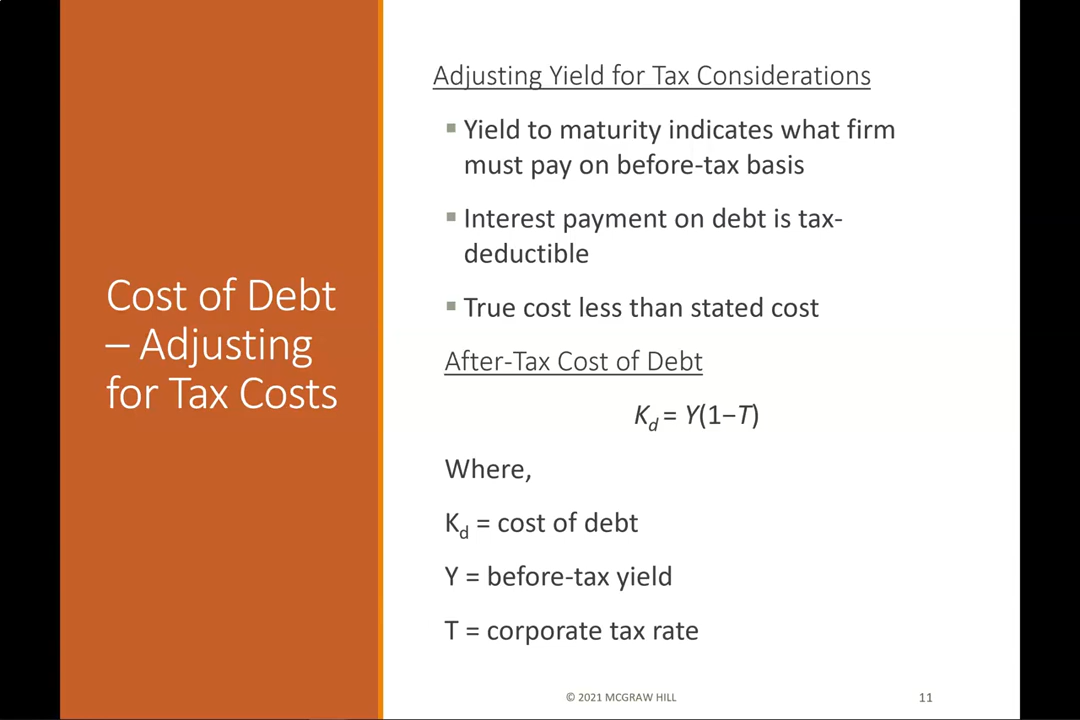 Cost of Debt
– Adjusting
for Tax Costs
Adjusting Yield for Tax Considerations
▪ Yield to maturity indicates what firm
must pay on before-tax basis
▪ Interest payment on debt is tax-
deductible
▪ True cost less than stated cost
After-Tax Cost of Debt
K_d = Y(1–T)
Where,
K_d = cost of debt
Y = before-tax yield
T = corporate tax rate
© 2021 MCGRAW HILL
11